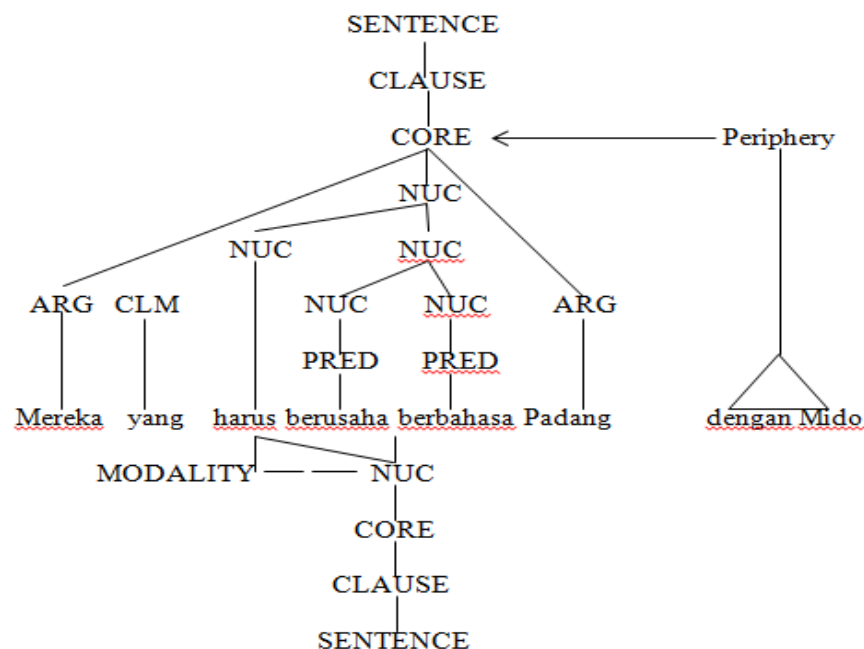 SENTENCE
CLAUSE
CORE Periphery
NUC
NUC NUC
ARG CLM NUC NUC ARG
PRED PRED
Mereka yang harus berusaha berbahasa Padang dengan Mido
MODALITY NUC
CORE
CLAUSE
SENTENCE